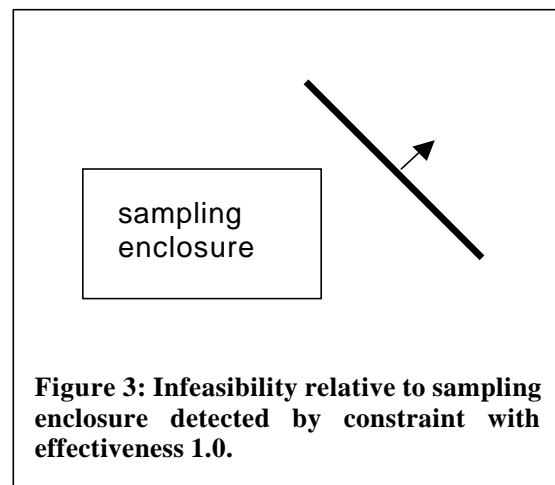 sampling
enclosure
Figure 3: Infeasibility relative to sampling
enclosure detected by constraint with
effectiveness 1.0.